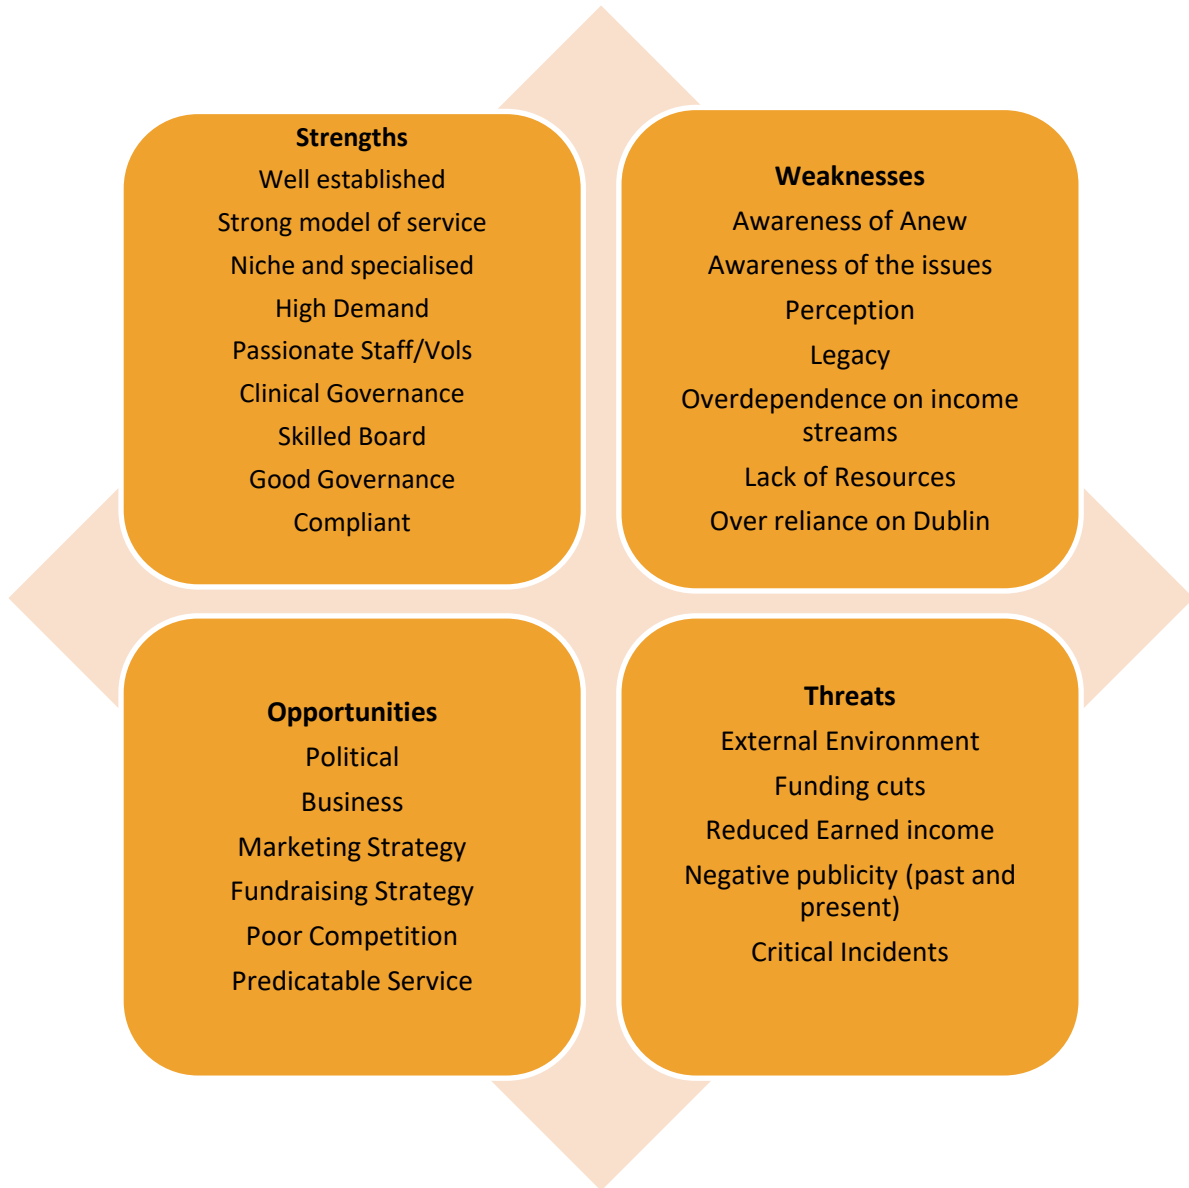 Strengths
Well established
Strong model of service
Niche and specialised
High Demand
Passionate Staff/Vols
Clinical Governance
Skilled Board
Good Governance
Compliant
Weaknesses
Awareness of Anew
Awareness of the issues
Perception
Legacy
Overdependence on income
streams
Lack of Resources
Over reliance on Dublin
Opportunities
Political
Business
Marketing Strategy
Fundraising Strategy
Poor Competition
Predicatable Service
Threats
External Environment
Funding cuts
Reduced Earned income
Negative publicity (past and
present)
Critical Incidents